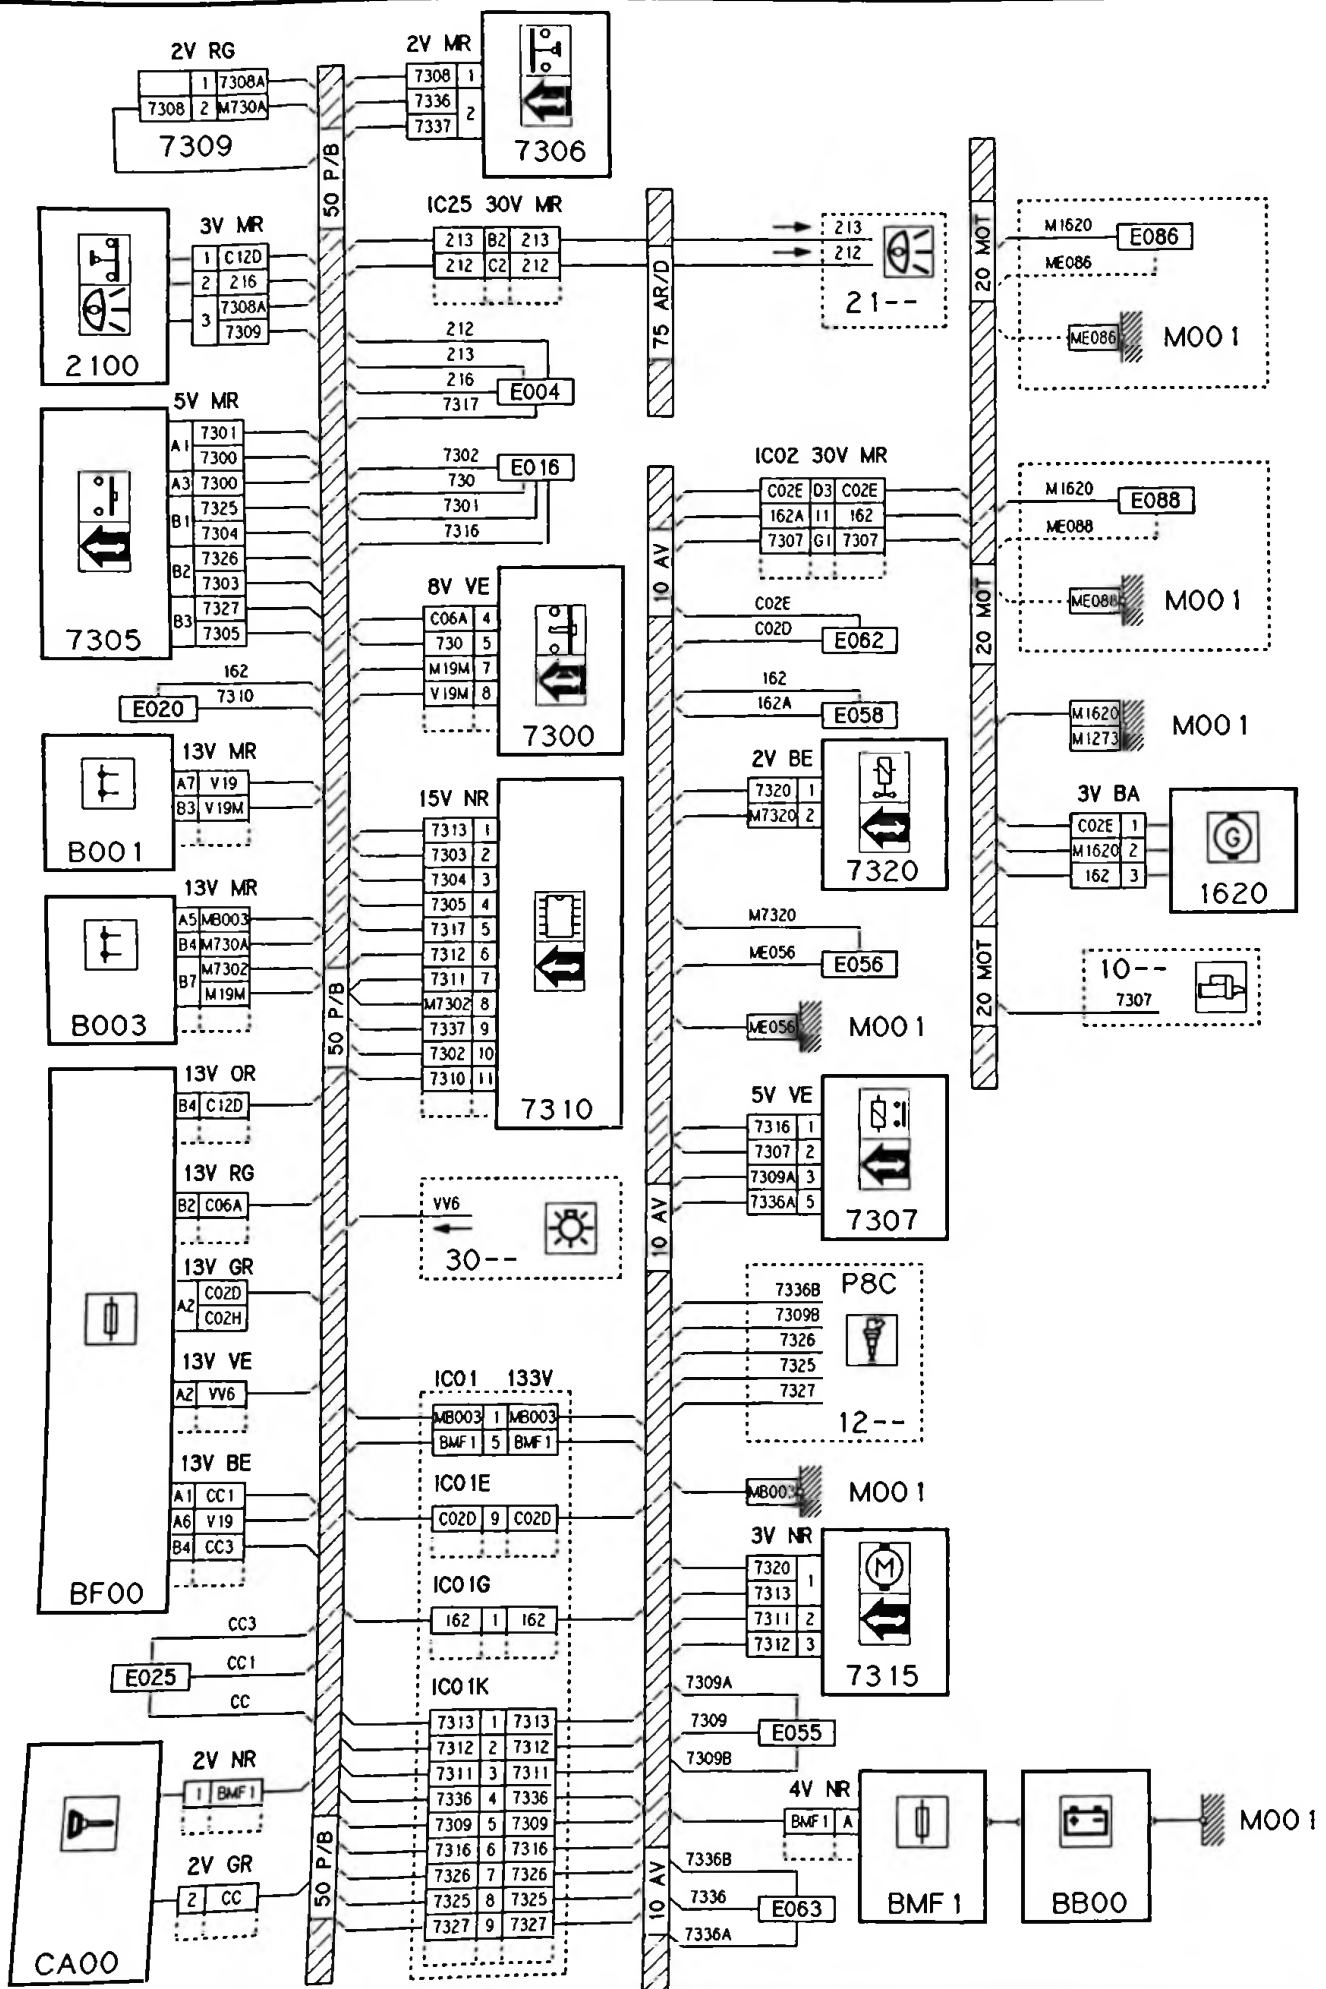 2V RG
1 7308A
7308 2 M730A
7309
2V MR
7308 1
7336
7337 2
7306
50 P/B
3V MR
1 C12D
2 216
7308A
3
7309
2100
IC25 30V MR
213 B2 213
212 C2 212
75 AR/D
213
212
21--
20 MOT
M1620
E086
ME086
ME086
M001
212
213
216
E004
7317
5V MR
A1 7301
7300
A3 7300
B1 7325
7304
B2 7326
7303
B3 7327
7305
7305
7302
E016
730
7301
7316
10 AV
IC02 30V MR
C02E D3 C02E
162A I1 162
7307 G1 7307
20 MOT
M1620
E088
ME088
ME088
M001
8V VE
C06A 4
730 5
M19M 7
V19M 8
7300
C02E
C02D
E062
162
7310
E020
162
162A
E058
M1620
M1273
M001
13V MR
A7 V19
B3 V19M
B001
15V NR
7313 1
7303 2
7304 3
7305 4
7317 5
7312 6
7311 7
M7302 8
7337 9
7302 10
7310 11
7310
2V BE
7320 1
M7320 2
7320
3V BA
C02E 1
M1620 2
162 3
G
1620
13V MR
A5 MB003
B4 M730A
B7 M7302
M19M
B003
50 P/B
M7320
ME056
E056
ME056
M001
20 MOT
10--
7307
13V OR
B4 C12D
13V RG
B2 C06A
13V GR
A2 C02D
C02H
13V VE
A2 VV6
13V BE
A1 CC1
A6 V19
B4 CC3
BF00
VV6
30--
5V VE
7316 1
7307 2
7309A 3
7336A 5
7307
10 AV
7336B
7309B
7326
7325
7327
P8C
12--
IC01 133V
MB003 1 MB003
BMF1 5 BMF1
IC01E
C02D 9 C02D
IC01G
162 1 162
IC01K
7313 1 7313
7312 2 7312
7311 3 7311
7336 4 7336
7309 5 7309
7316 6 7316
7326 7 7326
7325 8 7325
7327 9 7327
MB003
M001
3V NR
7320
1
7313
7311 2
7312 3
M
7315
CC3
E025
CC1
CC
7309A
7309
E055
7309B
2V NR
1 BMF1
2V GR
2 CC
CA00
50 P/B
10 AV
7336B
7336
E063
7336A
4V NR
BMF1 A
BMF1
BB00
M001